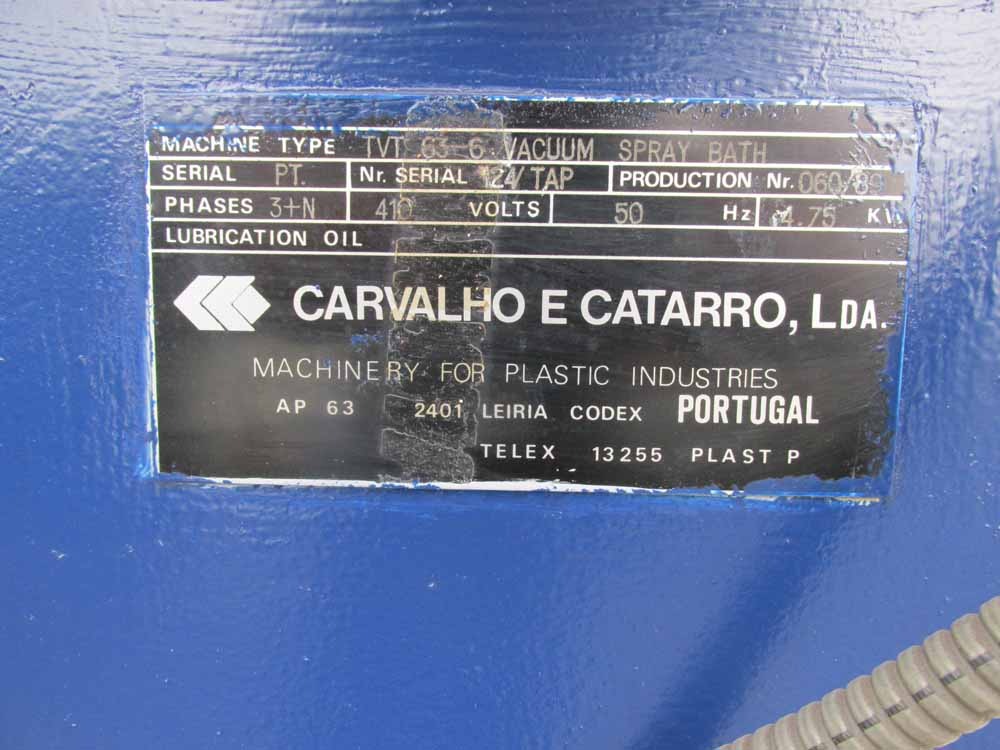 MACHINE TYPE TVT 63-6 VACUUM SPRAY BATH
SERIAL PT. Nr. SERIAL 124/TAP PRODUCTION Nr. 060/89
PHASES 3+N 410 VOLTS 50 Hz 4.75 KW
LUBRICATION OIL
CARVALHO E CATARRO, LDA.
MACHINERY FOR PLASTIC INDUSTRIES
AP 63 2401 LEIRIA CODEX PORTUGAL
TELEX 13255 PLAST P